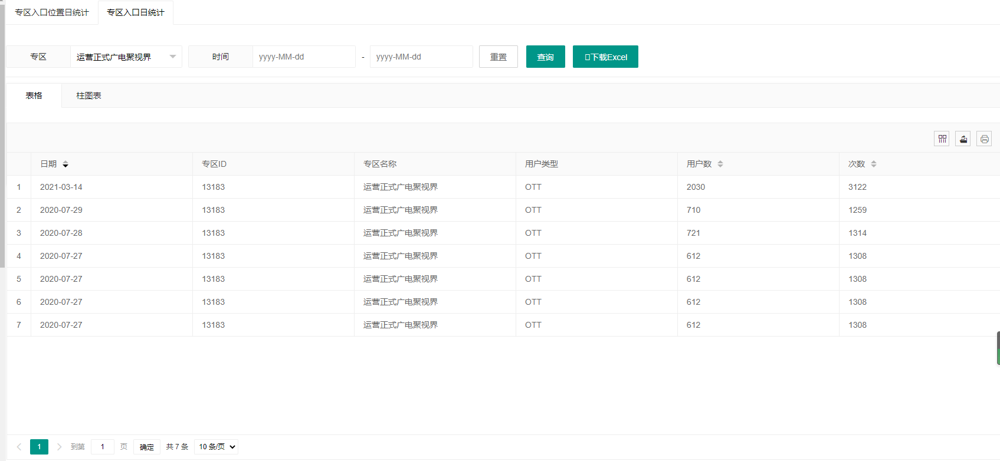 专区入口位置日统计 专区入口日统计
专区 运营正式广电聚视界 时间 yyyy-MM-dd - yyyy-MM-dd 重置 查询 下载Excel
表格 柱图表
日期 专区ID 专区名称 用户类型 用户数 次数
1 2021-03-14 13183 运营正式广电聚视界 OTT 2030 3122
2 2020-07-29 13183 运营正式广电聚视界 OTT 710 1259
3 2020-07-28 13183 运营正式广电聚视界 OTT 721 1314
4 2020-07-27 13183 运营正式广电聚视界 OTT 612 1308
5 2020-07-27 13183 运营正式广电聚视界 OTT 612 1308
6 2020-07-27 13183 运营正式广电聚视界 OTT 612 1308
7 2020-07-27 13183 运营正式广电聚视界 OTT 612 1308
1 到第 1 页 确定 共 7 条 10 条/页